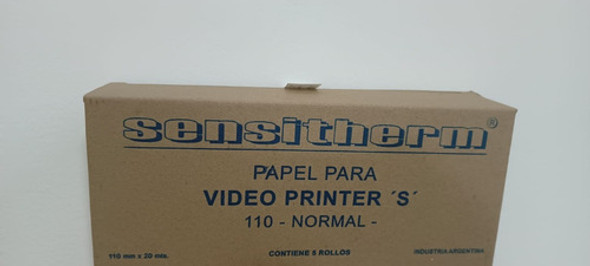 sensitherm®
PAPEL PARA
VIDEO PRINTER ´S´
110 - NORMAL -
110 mm x 20 mts. CONTIENE 5 ROLLOS INDUSTRIA ARGENTINA